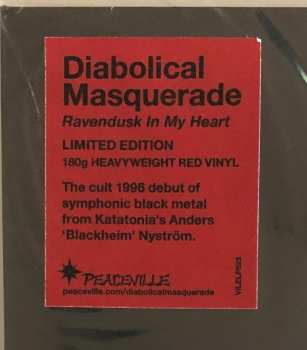 Diabolical
Masquerade
Ravendusk In My Heart
LIMITED EDITION
180g HEAVYWEIGHT RED VINYL
The cult 1996 debut of
symphonic black metal
from Katatonia's Anders
'Blackheim' Nyström.
PEACEVILLE
peaceville.com/diabolicalmasquerade